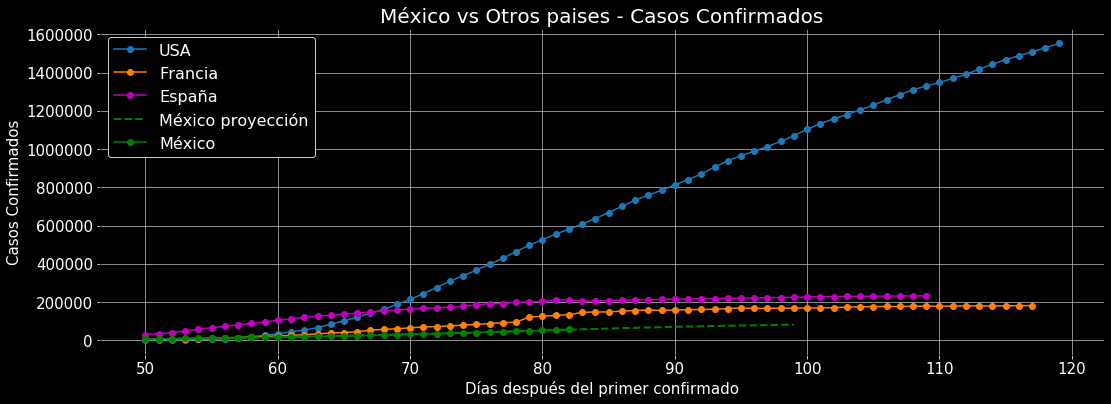 México vs Otros paises - Casos Confirmados
1600000
1400000
1200000
1000000
800000
600000
400000
200000
0
Casos Confirmados
USA
Francia
España
México proyección
México
50 60 70 80 90 100 110 120
Días después del primer confirmado